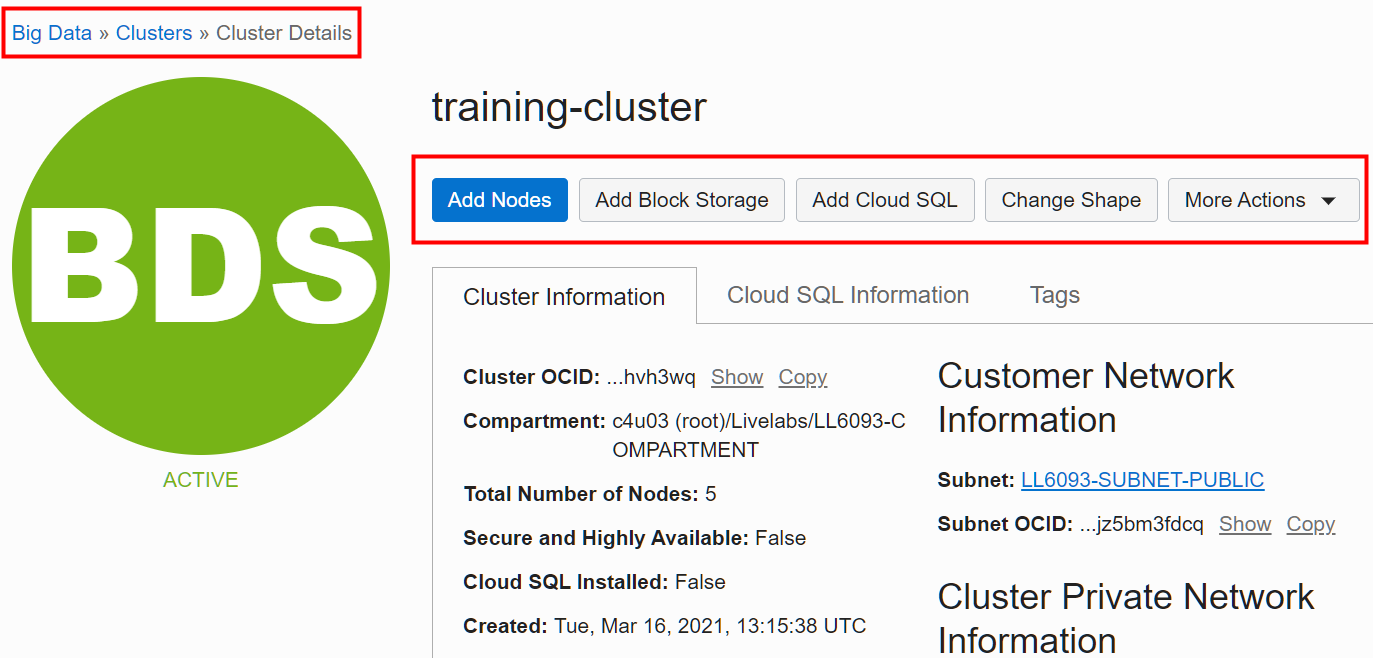 Big Data » Clusters » Cluster Details
BDS
ACTIVE
training-cluster
Add Nodes Add Block Storage Add Cloud SQL Change Shape More Actions
Cluster Information Cloud SQL Information Tags
Cluster OCID: ...hvh3wq Show Copy
Compartment: c4u03 (root)/Livelabs/LL6093-C
OMPARTMENT
Total Number of Nodes: 5
Secure and Highly Available: False
Cloud SQL Installed: False
Created: Tue, Mar 16, 2021, 13:15:38 UTC
Customer Network
Information
Subnet: LL6093-SUBNET-PUBLIC
Subnet OCID: ...jz5bm3fdcq Show Copy
Cluster Private Network
Information